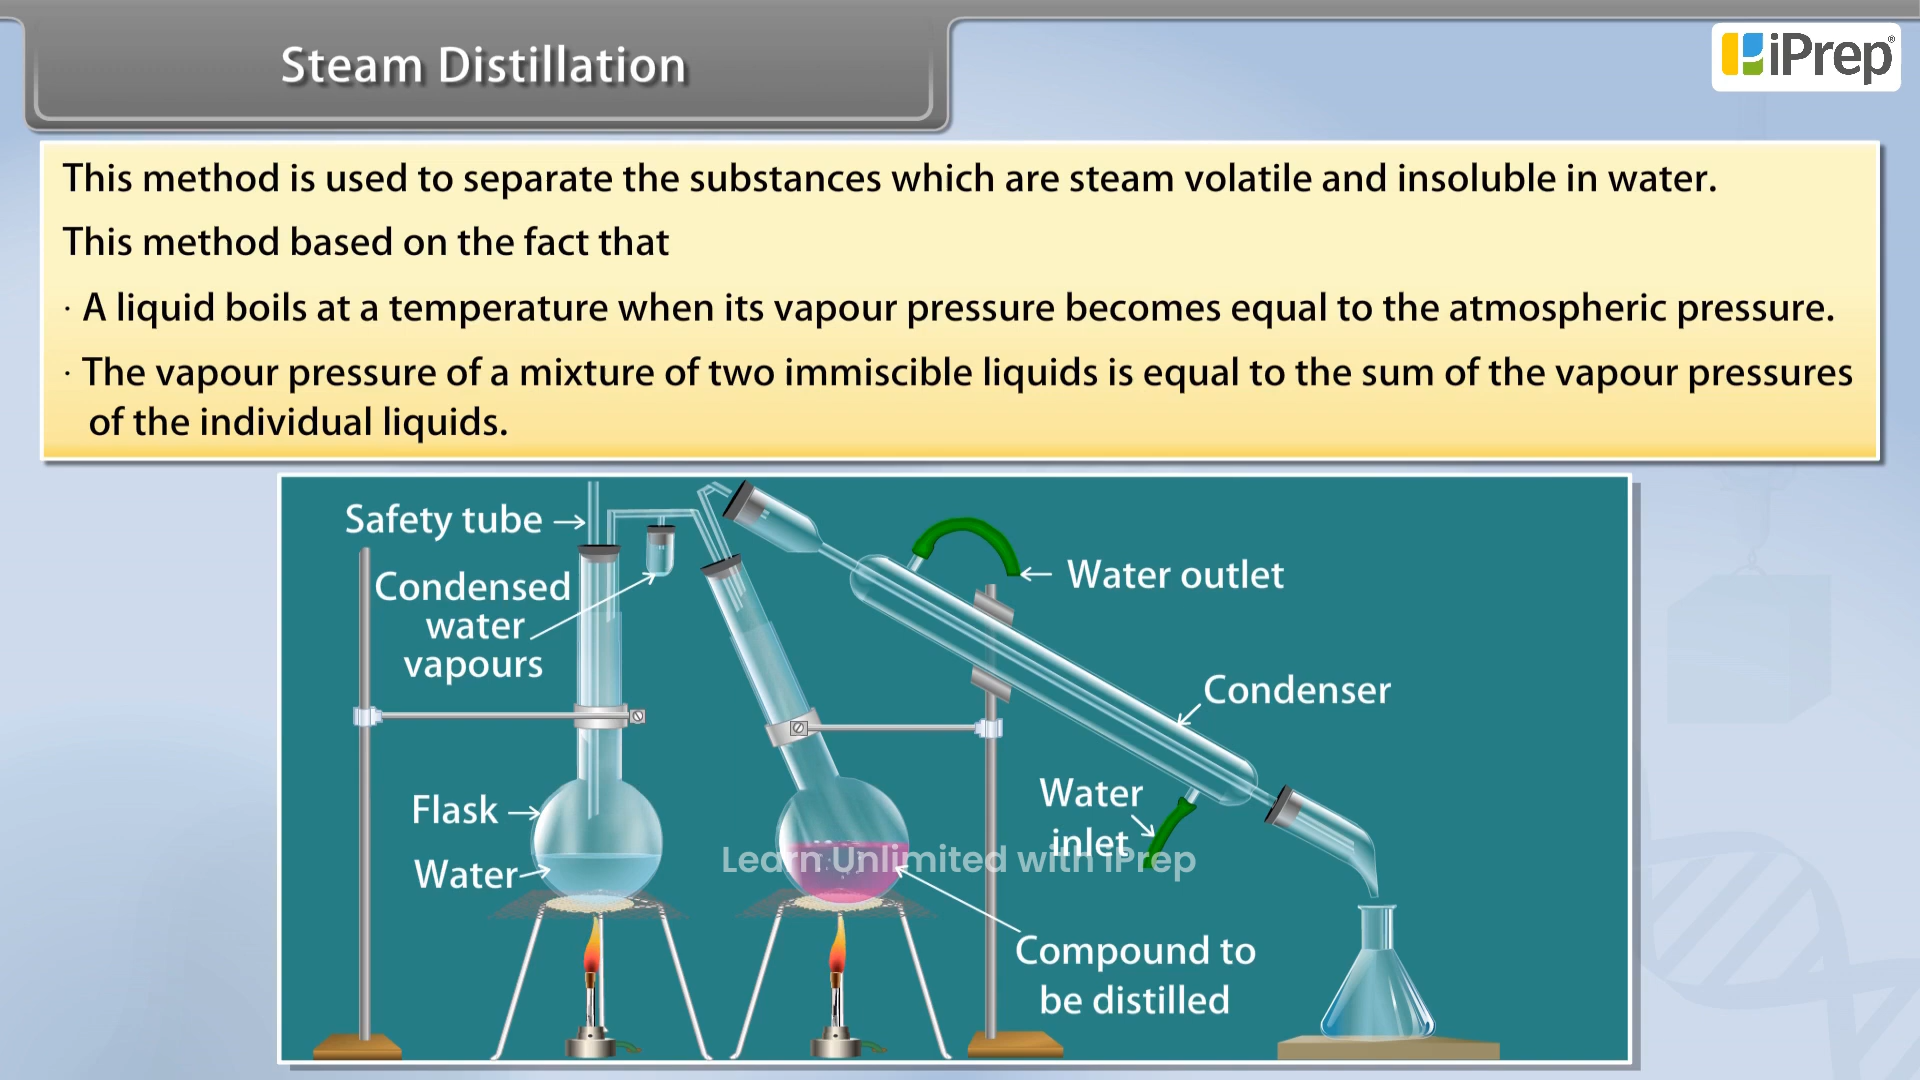 Steam Distillation
iPrep®
This method is used to separate the substances which are steam volatile and insoluble in water.
This method based on the fact that
· A liquid boils at a temperature when its vapour pressure becomes equal to the atmospheric pressure.
· The vapour pressure of a mixture of two immiscible liquids is equal to the sum of the vapour pressures
of the individual liquids.
Safety tube
Condensed
water
vapours
Water outlet
Condenser
Flask
Water
Water
inlet
Learn Unlimited with iPrep
Compound to
be distilled